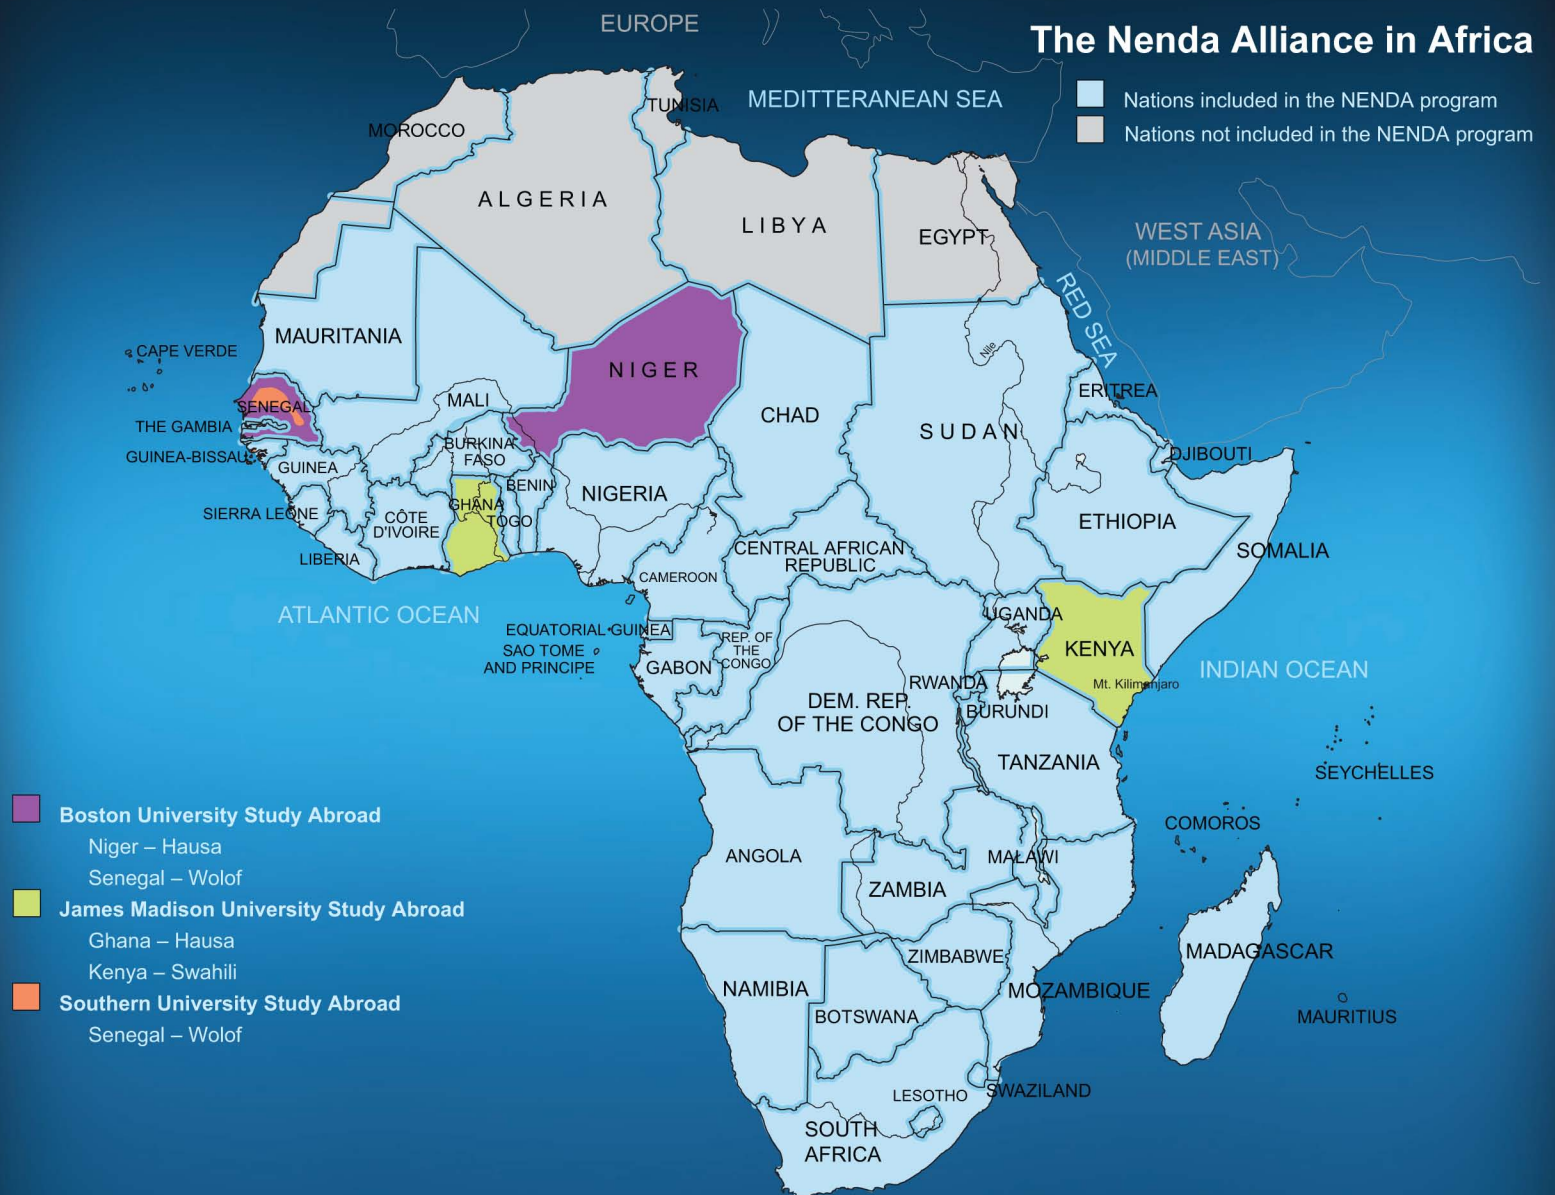 EUROPE
The Nenda Alliance in Africa
MEDITTERANEAN SEA
Nations included in the NENDA program
Nations not included in the NENDA program
TUNISIA
MOROCCO
ALGERIA
LIBYA
EGYPT
WEST ASIA
(MIDDLE EAST)
RED SEA
MAURITANIA
CAPE VERDE
NIGER
Nile
MALI
ERITREA
SENEGAL
CHAD
SUDAN
THE GAMBIA
BURKINA
FASO
GUINEA-BISSAU
GUINEA
DJIBOUTI
BENIN
NIGERIA
GHANA
SIERRA LEONE
CÔTE
D'IVOIRE
TOGO
ETHIOPIA
LIBERIA
CENTRAL AFRICAN
REPUBLIC
SOMALIA
CAMEROON
ATLANTIC OCEAN
UGANDA
EQUATORIAL GUINEA
SAO TOME
AND PRINCIPE
REP. OF
THE
CONGO
GABON
KENYA
INDIAN OCEAN
RWANDA
Mt. Kilimanjaro
DEM. REP.
OF THE CONGO
BURUNDI
TANZANIA
SEYCHELLES
COMOROS
ANGOLA
MALAWI
ZAMBIA
MADAGASCAR
ZIMBABWE
NAMIBIA
MOZAMBIQUE
BOTSWANA
MAURITIUS
LESOTHO
SWAZILAND
SOUTH
AFRICA
Boston University Study Abroad
Niger – Hausa
Senegal – Wolof
James Madison University Study Abroad
Ghana – Hausa
Kenya – Swahili
Southern University Study Abroad
Senegal – Wolof